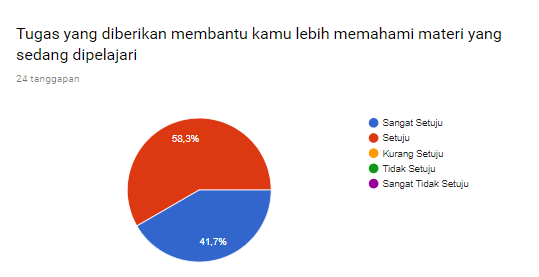 Tugas yang diberikan membantu kamu lebih memahami materi yang
sedang dipelajari
24 tanggapan
58,3%
41,7%
Sangat Setuju
Setuju
Kurang Setuju
Tidak Setuju
Sangat Tidak Setuju